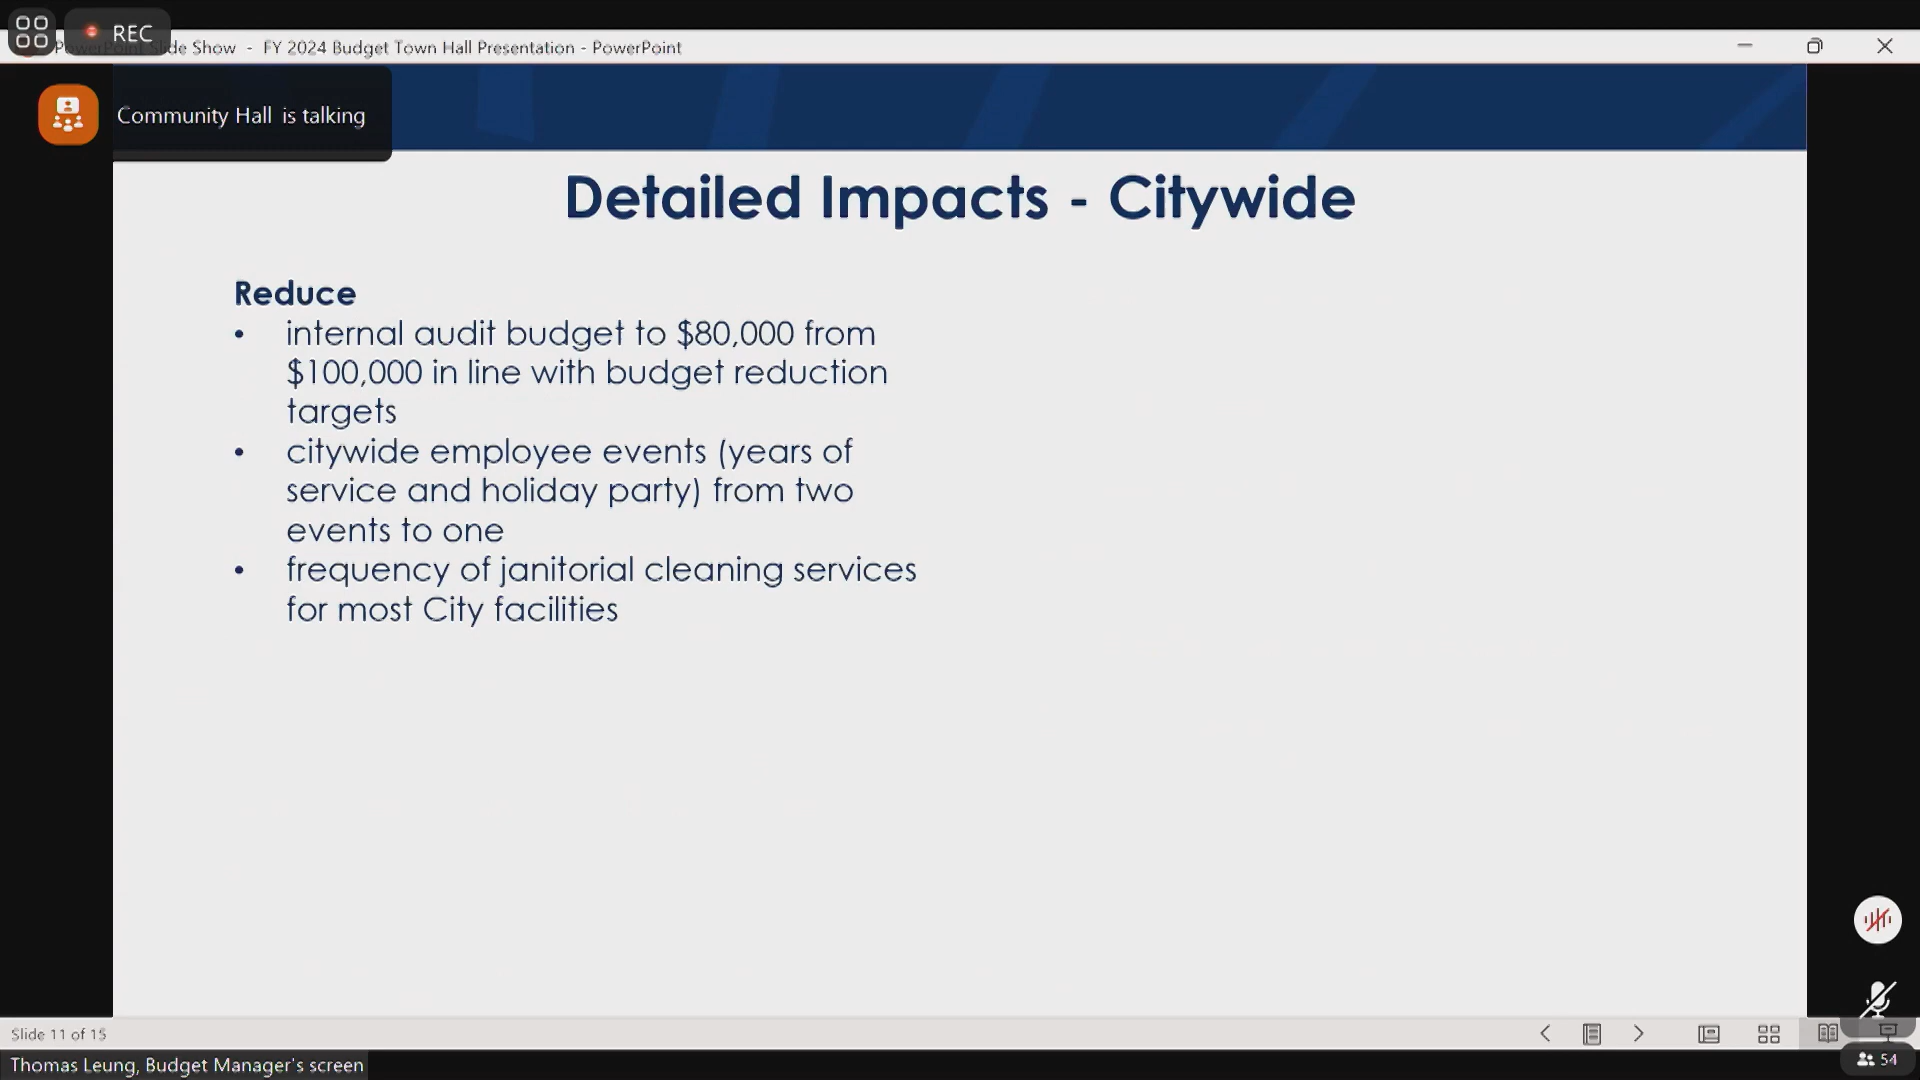 REC
PowerPoint Slide Show - FY 2024 Budget Town Hall Presentation - PowerPoint
Community Hall is talking
Detailed Impacts - Citywide
Reduce
• internal audit budget to $80,000 from
$100,000 in line with budget reduction
targets
• citywide employee events (years of
service and holiday party) from two
events to one
• frequency of janitorial cleaning services
for most City facilities
Slide 11 of 15
Thomas Leung, Budget Manager's screen
54